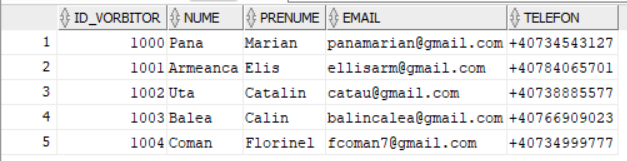 ID_VORBITOR NUME PRENUME EMAIL TELEFON
1 1000 Pana Marian panamarian@gmail.com +40734543127
2 1001 Armeanca Elis ellisarm@gmail.com +40784065701
3 1002 Uta Catalin catau@gmail.com +40738885577
4 1003 Balea Calin balincalea@gmail.com +40766909023
5 1004 Coman Florinel fcoman7@gmail.com +40734999777